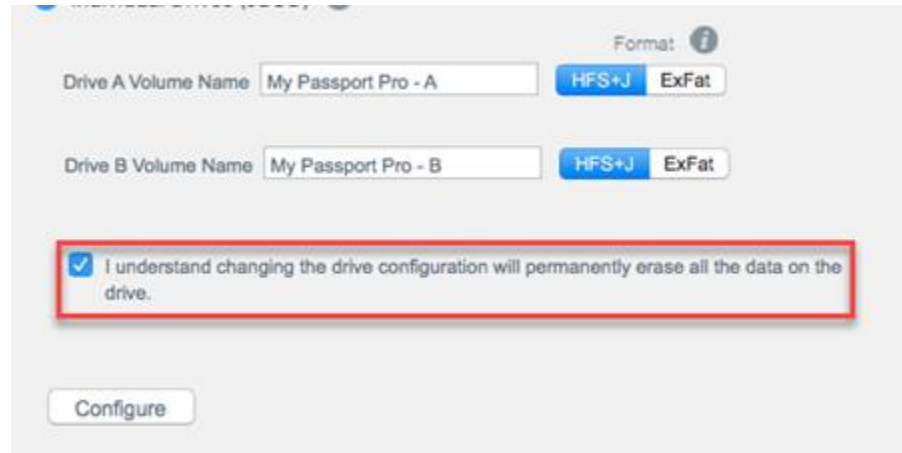 Format
Drive A Volume Name My Passport Pro - A HFS+J ExFat
Drive B Volume Name My Passport Pro - B HFS+J ExFat
I understand changing the drive configuration will permanently erase all the data on the
drive.
Configure